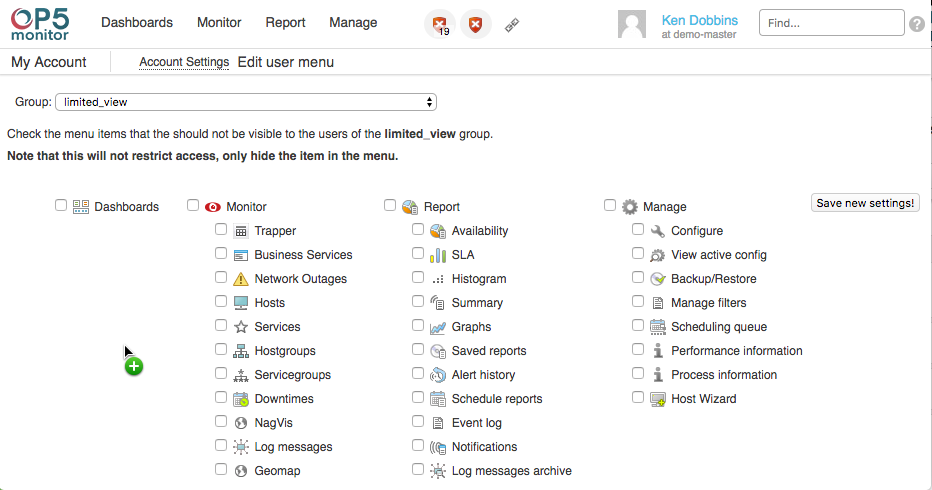 OP5 monitor
Dashboards Monitor Report Manage
19
Ken Dobbins
at demo-master
Find...
?
My Account Account Settings Edit user menu
Group: limited_view
Check the menu items that the should not be visible to the users of the limited_view group.
Note that this will not restrict access, only hide the item in the menu.
Dashboards Monitor Report Manage Save new settings!
Trapper Availability Configure
Business Services SLA View active config
Network Outages Histogram Backup/Restore
Hosts Summary Manage filters
Services Graphs Scheduling queue
Hostgroups Saved reports Performance information
Servicegroups Alert history Process information
Downtimes Schedule reports Host Wizard
NagVis Event log
Log messages Notifications
Geomap Log messages archive